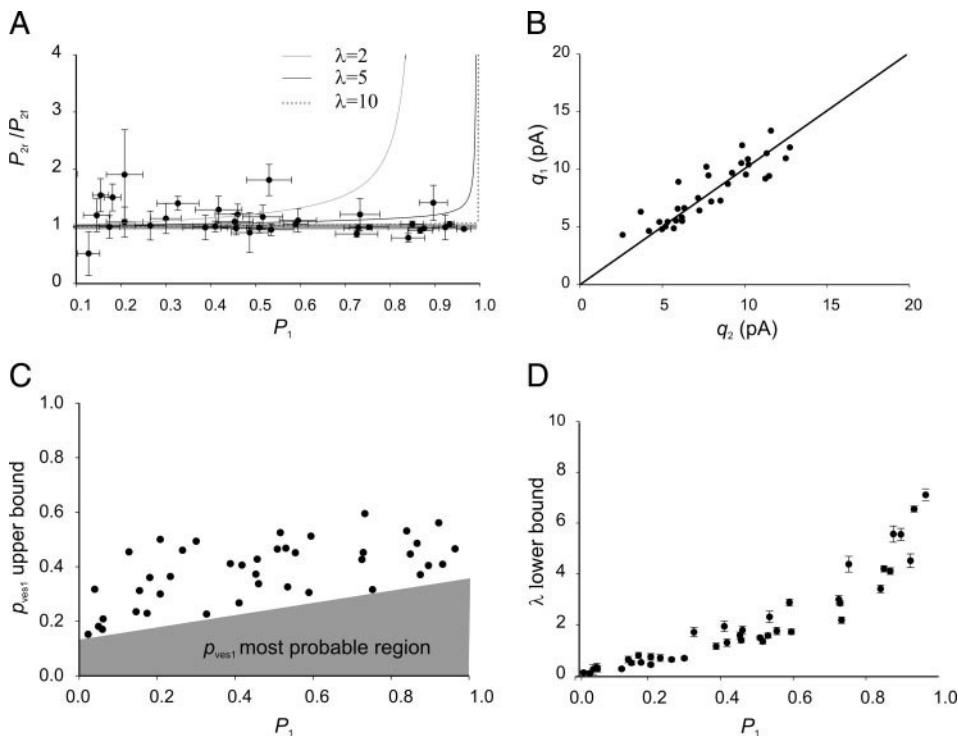 A
B
4
3
2
1
0
P2r /P2f
λ=2
λ=5
λ=10
0.1 0.2 0.3 0.4 0.5 0.6 0.7 0.8 0.9 1.0
P1
20
15
10
5
0
q1 (pA)
0 5 10 15 20
q2 (pA)
C
D
1.0
0.8
0.6
0.4
0.2
0.0
pves1 upper bound
pves1 most probable region
0.0 0.2 0.4 0.6 0.8 1.0
P1
10
8
6
4
2
0
λ lower bound
0.0 0.2 0.4 0.6 0.8 1.0
P1